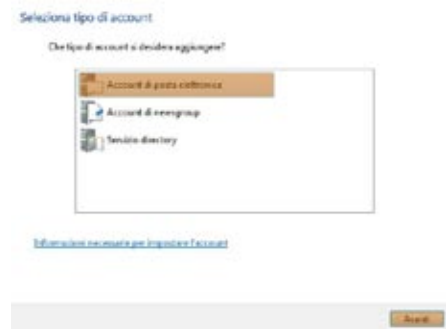 Seleziona tipo di account
Che tipo di account si desidera aggiungere?
Account di posta elettronica
Account di newsgroup
Servizio directory
Informazioni necessarie per impostare l'account
Avanti